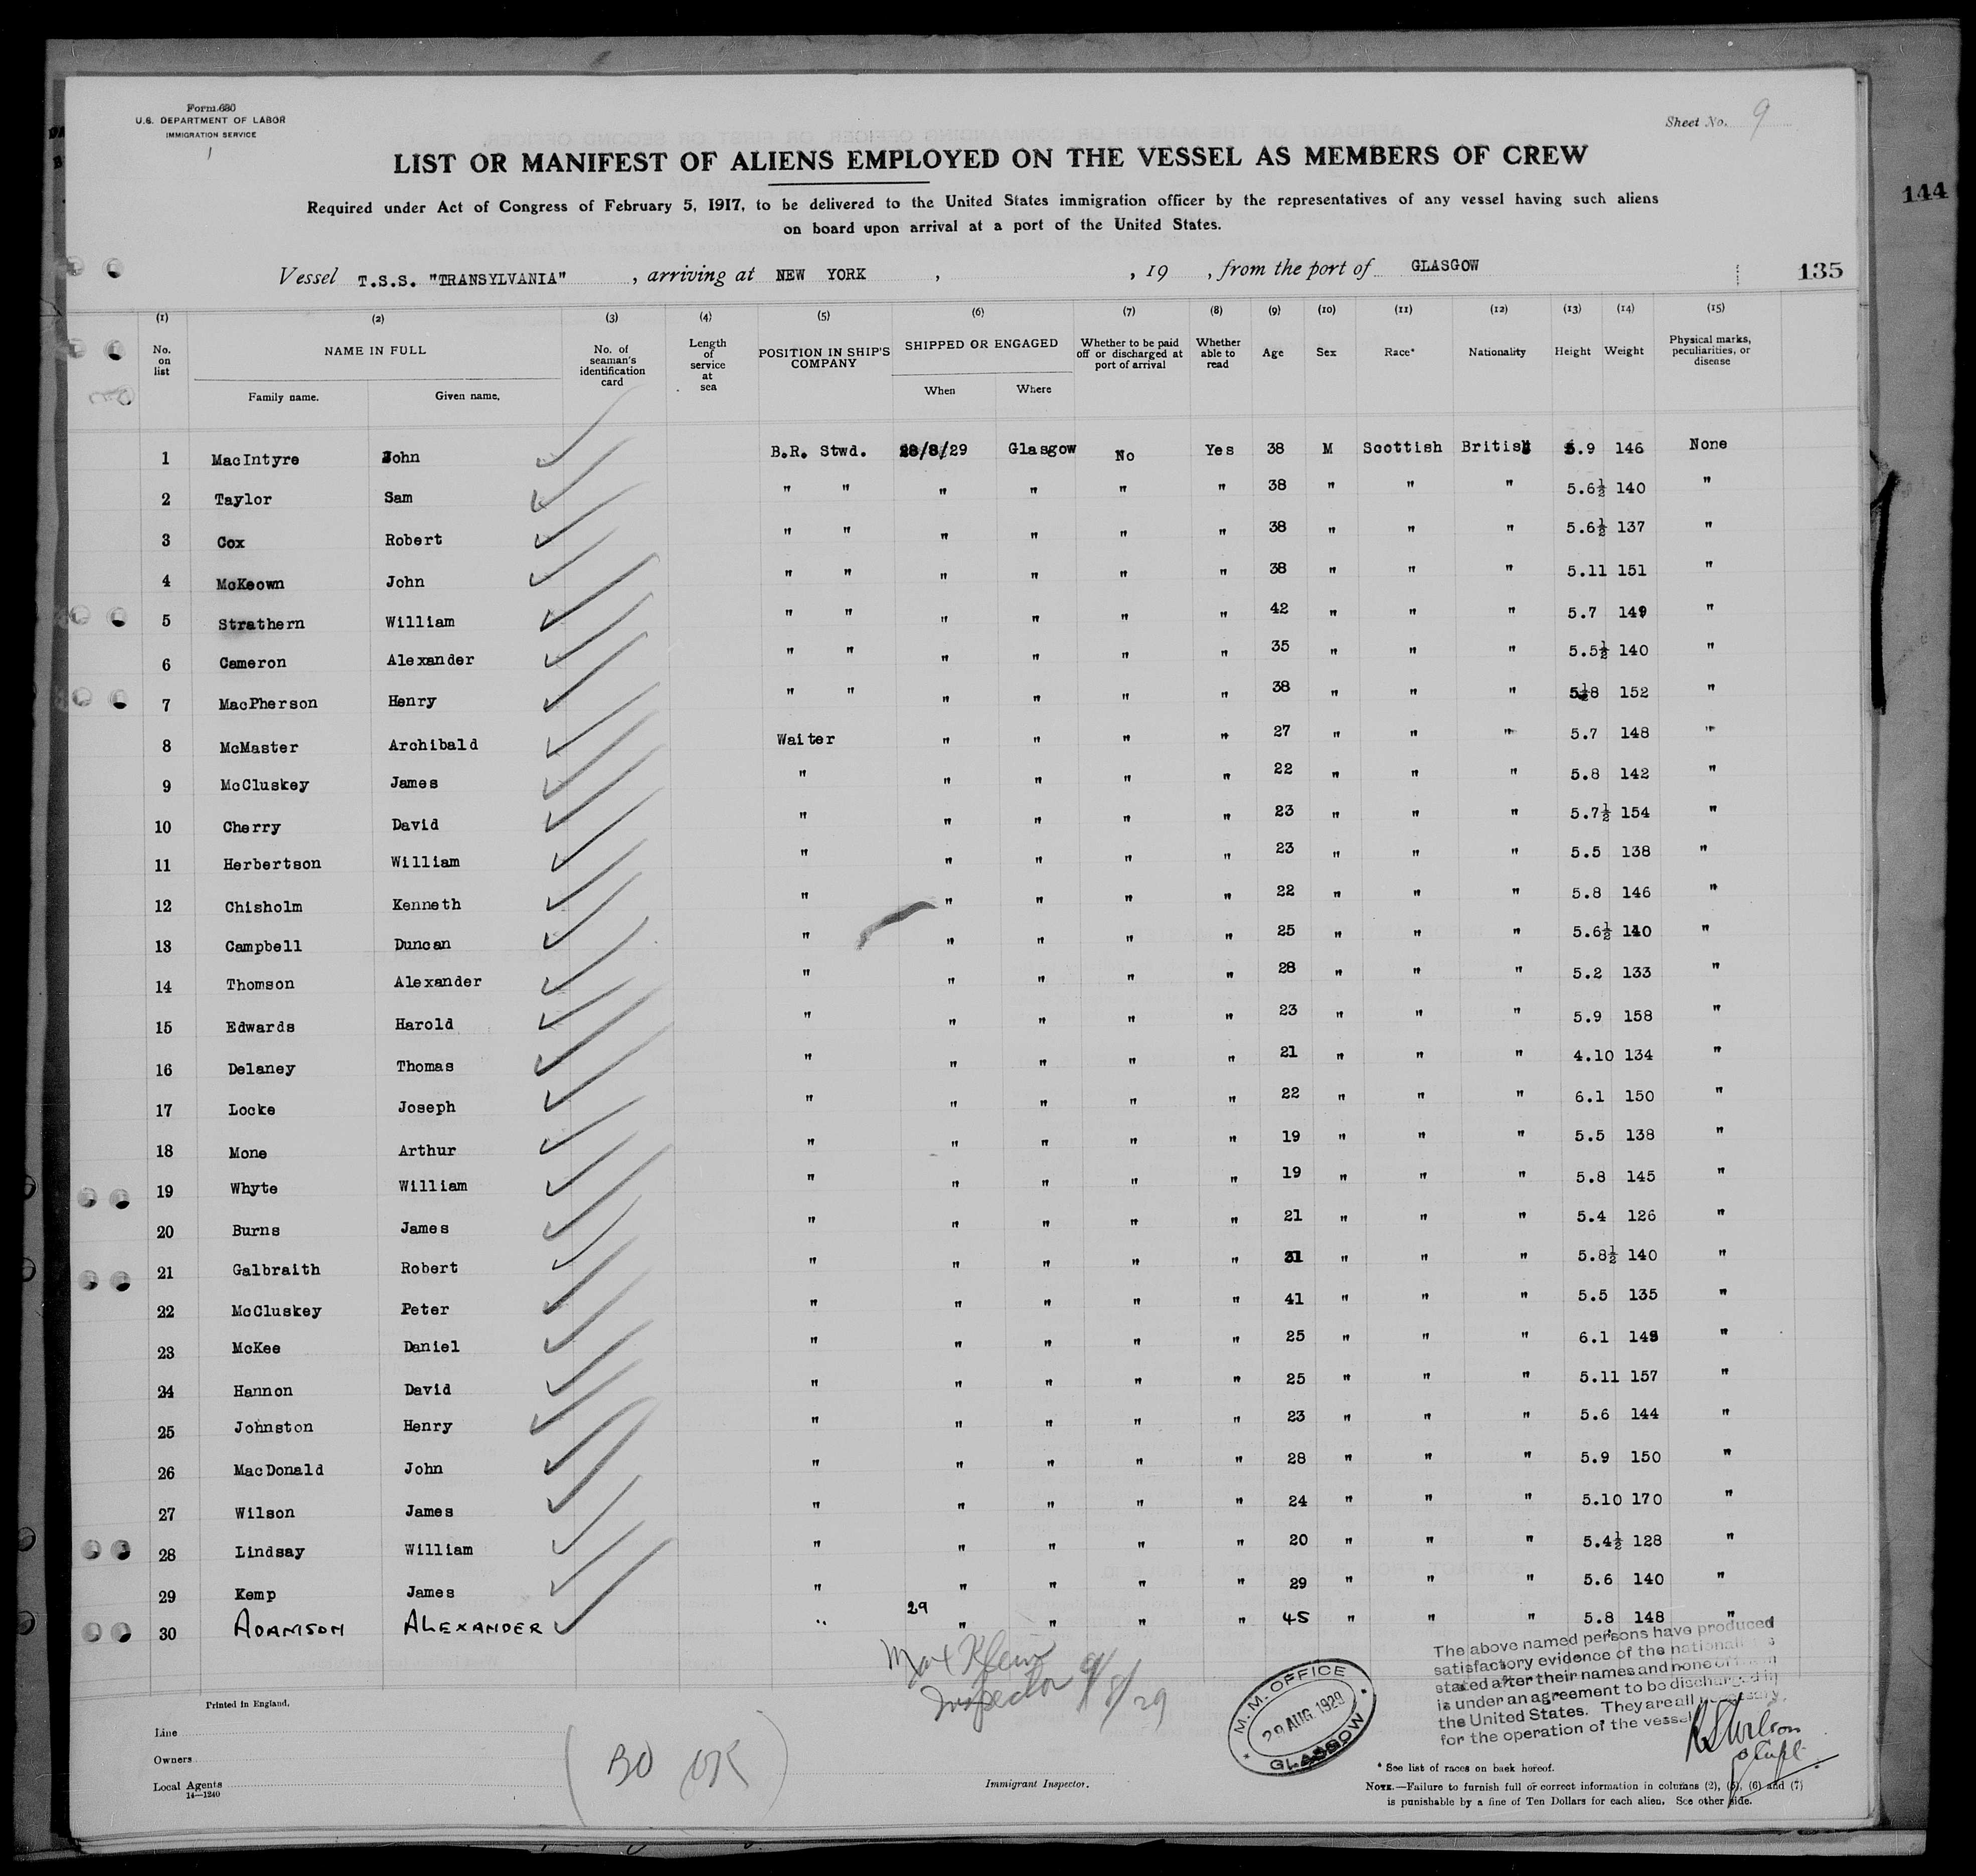 Form 680
U.S. DEPARTMENT OF LABOR
IMMIGRATION SERVICE
Sheet No. 9
LIST OR MANIFEST OF ALIENS EMPLOYED ON THE VESSEL AS MEMBERS OF CREW
144
Required under Act of Congress of February 5, 1917, to be delivered to the United States immigration officer by the representatives of any vessel having such aliens
on board upon arrival at a port of the United States.
Vessel T.S.S. "TRANSYLVANIA" , arriving at NEW YORK , , 19 , from the port of GLASGOW 135
(1) (2) (3) (4) (5) (6) (7) (8) (9) (10) (11) (12) (13) (14) (15)
No. on list NAME IN FULL Family name. Given name. No. of seaman's identification card Length of service at sea POSITION IN SHIP'S COMPANY SHIPPED OR ENGAGED When Where Whether to be paid off or discharged at port of arrival Whether able to read Age Sex Race* Nationality Height Weight Physical marks, peculiarities, or disease
1 MacIntyre John B.R. Stwd. 28/8/29 Glasgow No Yes 38 M Scottish British 5.9 146 None
2 Taylor Sam " " " " " " 38 " " " 5.6½ 140 "
3 Cox Robert " " " " " " 38 " " " 5.6½ 137 "
4 McKeown John " " " " " " 38 " " " 5.11 151 "
5 Strathern William " " " " " " 42 " " " 5.7 149 "
6 Cameron Alexander " " " " " " 35 " " " 5.5½ 140 "
7 MacPherson Henry " " " " " " 38 " " " 152 "
8 McMaster Archibald Waiter " " " " 27 " " " 5.7 148 "
9 McCluskey James " " " " " 22 " " " 5.8 142 "
10 Cherry David " " " " " 23 " " " 5.7½ 154 "
11 Herbertson William " " " " " 23 " " " 5.5 138 "
12 Chisholm Kenneth " " " " " 22 " " " 5.8 146 "
13 Campbell Duncan " " " " " 25 " " " 5.6½ 140 "
14 Thomson Alexander " " " " " 28 " " " 5.2 133 "
15 Edwards Harold " " " " " 23 " " " 5.9 158 "
16 Delaney Thomas " " " " " 21 " " " 4.10 134 "
17 Locke Joseph " " " " " 22 " " " 6.1 150 "
18 Mone Arthur " " " " " 19 " " " 5.5 138 "
19 Whyte William " " " " " 19 " " " 5.8 145 "
20 Burns James " " " " " 21 " " " 5.4 126 "
21 Galbraith Robert " " " " " 31 " " " 5.8½ 140 "
22 McCluskey Peter " " " " " 41 " " " 5.5 135 "
23 McKee Daniel " " " " " 25 " " " 6.1 "
24 Hannon David " " " " " 25 " " " 5.11 157 "
25 Johnston Henry " " " " " 23 " " " 5.6 144 "
26 MacDonald John " " " " " 28 " " " 5.9 150 "
27 Wilson James " " " " " 24 " " " 5.10 170 "
28 Lindsay William " " " " " 20 " " " 5.4½ 128 "
29 Kemp James " " " " " 29 " " " 5.6 140 "
30 ADAMSON ALEXANDER " 29 " " " " 45 " " " 5.8 148 "
Max Klein
Inspector 9/8/29
M.M. OFFICE
29 AUG 1929
GLASGOW
The above named persons have produced
satisfactory evidence of the nationalities
stated after their names and none of them
is under an agreement to be discharged in
the United States. They are all necessary
for the operation of the vessel
R S Wilson
Printed in England.
Line
Owners
Local Agents
14—1240
(BO OK)
Immigrant Inspector.
* See list of races on back hereof.
NOTE.—Failure to furnish full or correct information in columns (2), (5), (6) and (7)
is punishable by a fine of Ten Dollars for each alien. See other side.